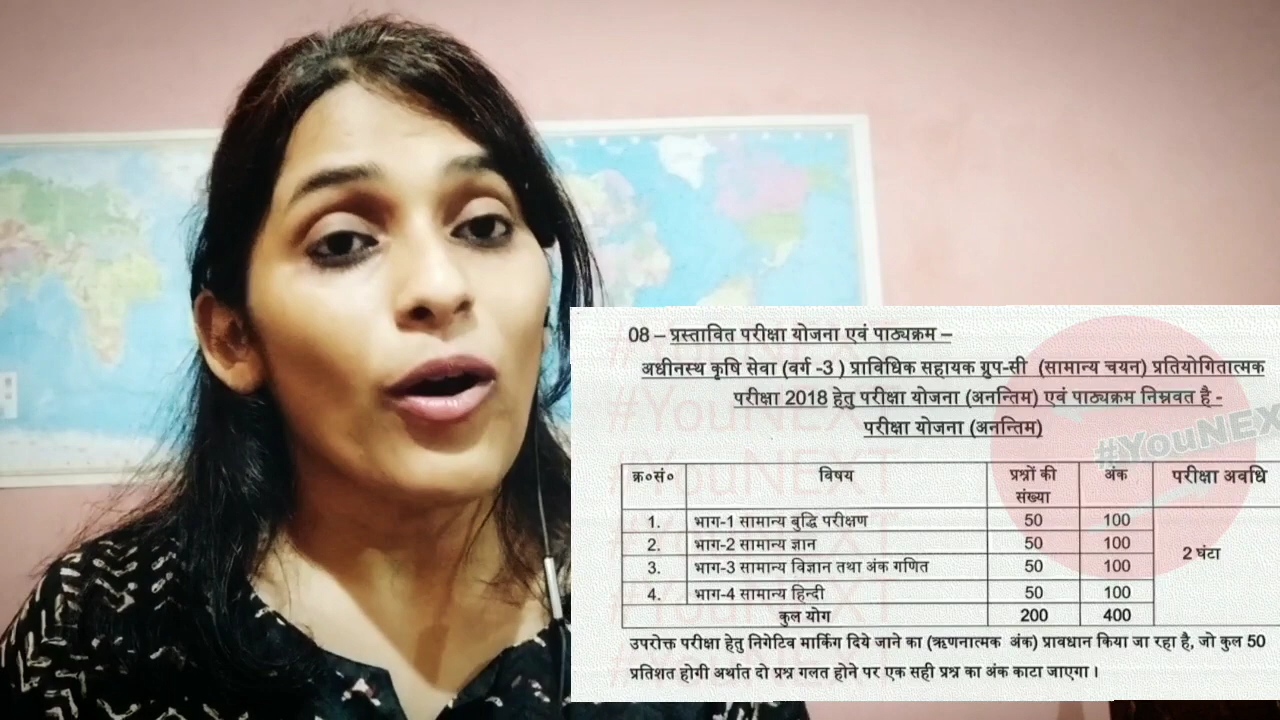 08 – प्रस्तावित परीक्षा योजना एवं पाठ्यक्रम –
अधीनस्थ कृषि सेवा (वर्ग -3 ) प्राविधिक सहायक ग्रुप-सी (सामान्य चयन) प्रतियोगितात्मक
परीक्षा 2018 हेतु परीक्षा योजना (अनन्तिम) एवं पाठ्यक्रम निम्नवत है -
परीक्षा योजना (अनन्तिम)
#YouNEXT
क्र०सं० विषय प्रश्नों की संख्या अंक परीक्षा अवधि
1. भाग-1 सामान्य बुद्धि परीक्षण 50 100
2. भाग-2 सामान्य ज्ञान 50 100
2 घंटा
3. भाग-3 सामान्य विज्ञान तथा अंक गणित 50 100
4. भाग-4 सामान्य हिन्दी 50 100
कुल योग 200 400
उपरोक्त परीक्षा हेतु निगेटिव मार्किंग दिये जाने का (ऋणनात्मक अंक) प्रावधान किया जा रहा है, जो कुल 50
प्रतिशत होगी अर्थात दो प्रश्न गलत होने पर एक सही प्रश्न का अंक काटा जाएगा ।